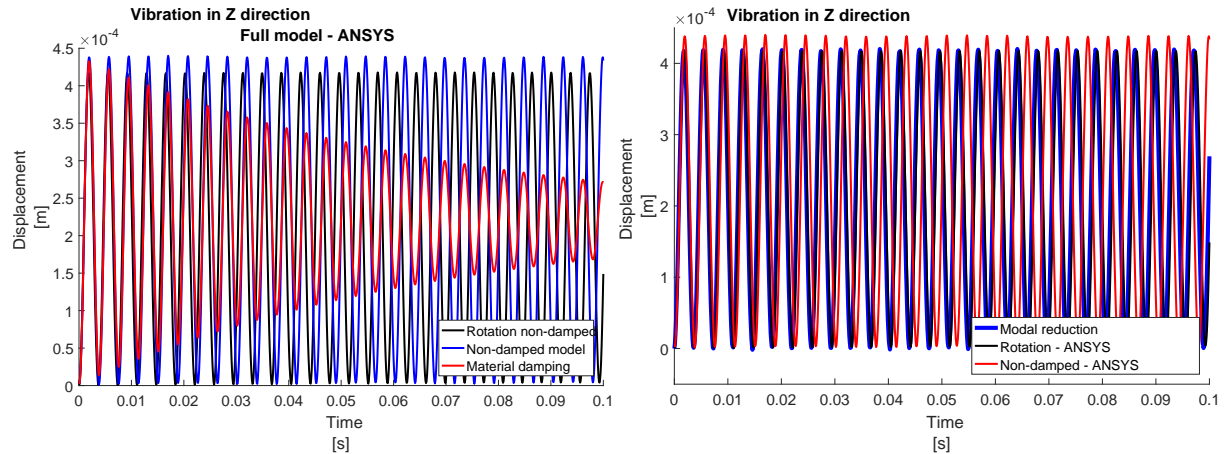 Vibration in Z direction
Full model - ANSYS
×10⁻⁴
4.5
4
3.5
3
2.5
2
1.5
1
0.5
0
Displacement
[m]
Rotation non-damped
Non-damped model
Material damping
0 0.01 0.02 0.03 0.04 0.05 0.06 0.07 0.08 0.09 0.1
Time
[s]
Vibration in Z direction
×10⁻⁴
4
3
2
1
0
Displacement
[m]
Modal reduction
Rotation - ANSYS
Non-damped - ANSYS
0 0.01 0.02 0.03 0.04 0.05 0.06 0.07 0.08 0.09 0.1
Time
[s]